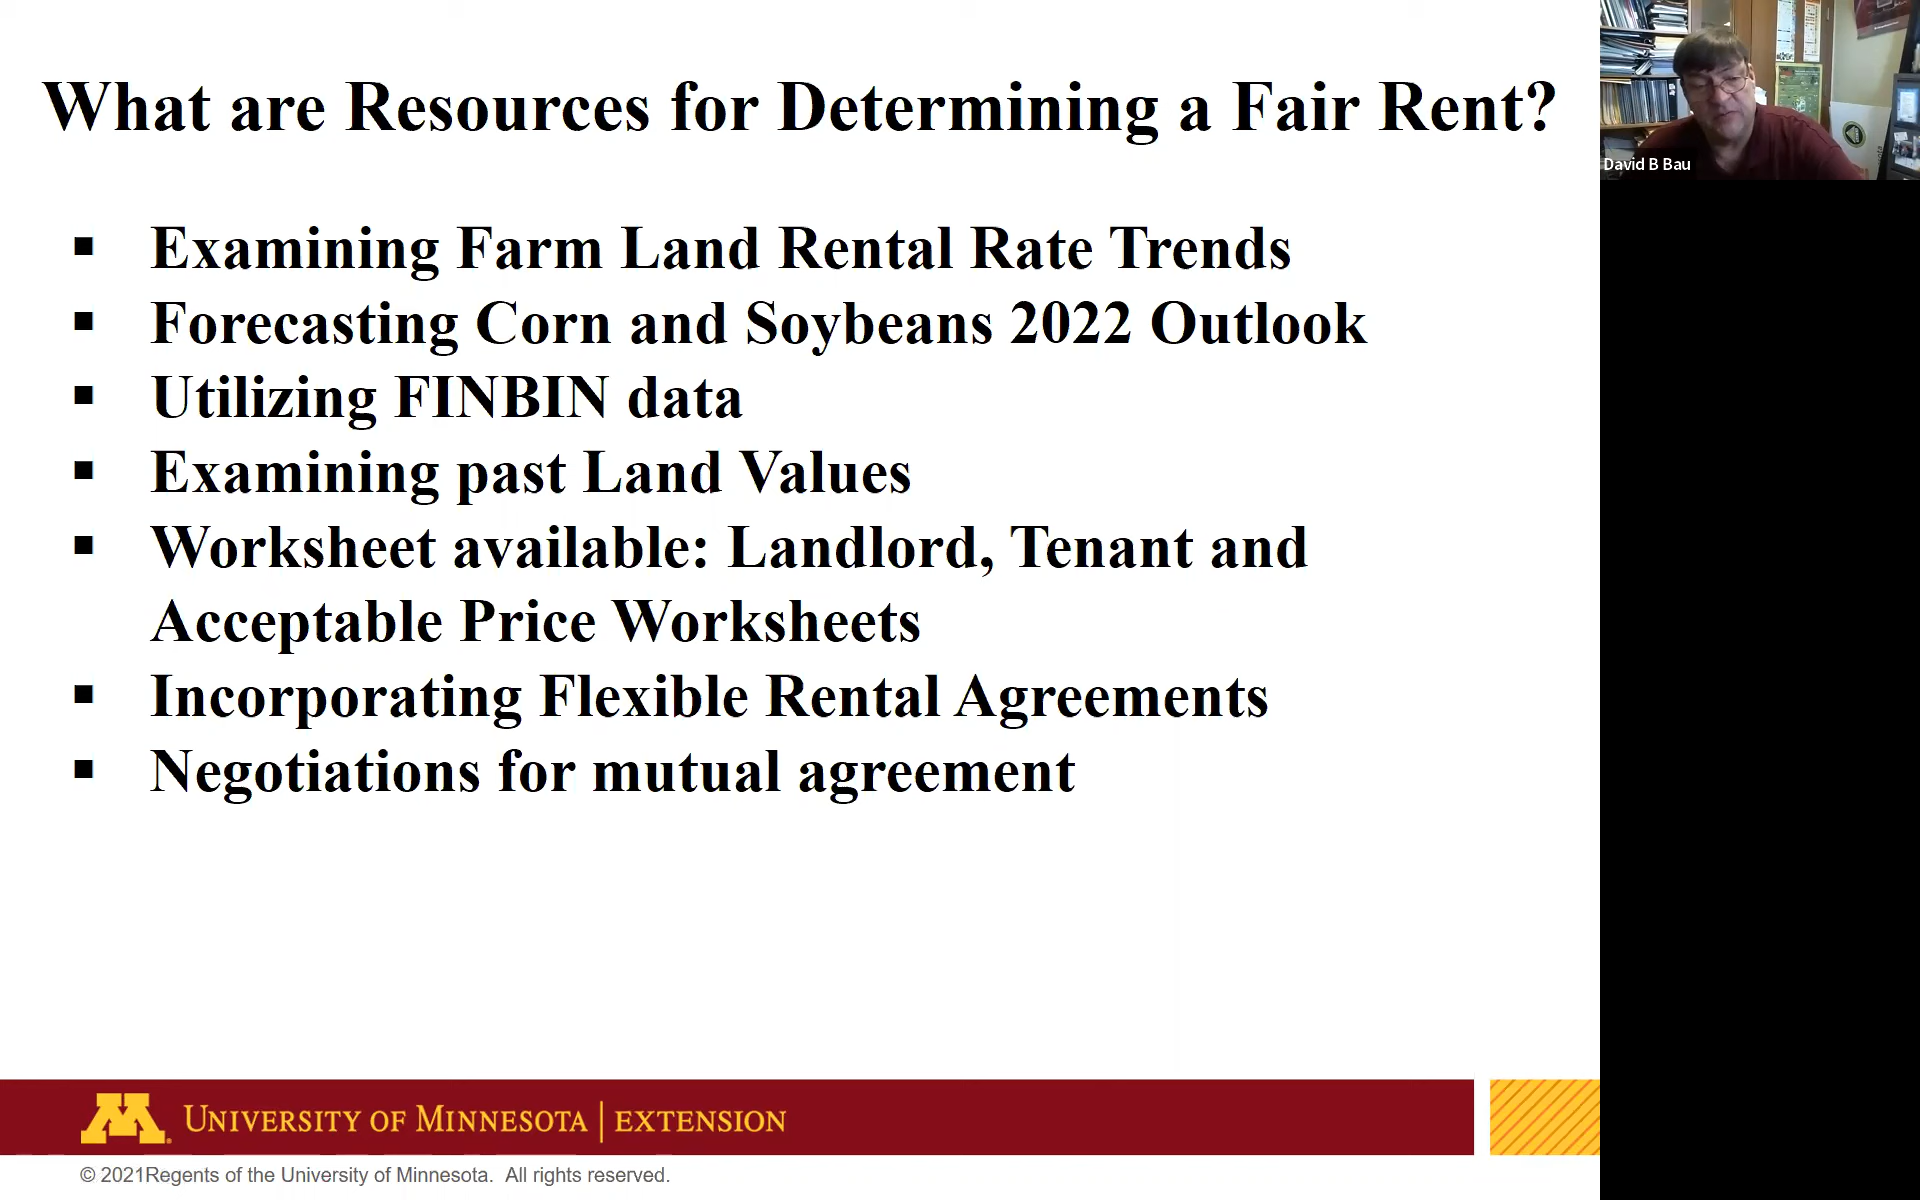 What are Resources for Determining a Fair Rent?
David B Bau
▪ Examining Farm Land Rental Rate Trends
▪ Forecasting Corn and Soybeans 2022 Outlook
▪ Utilizing FINBIN data
▪ Examining past Land Values
▪ Worksheet available: Landlord, Tenant and
Acceptable Price Worksheets
▪ Incorporating Flexible Rental Agreements
▪ Negotiations for mutual agreement
M UNIVERSITY OF MINNESOTA | EXTENSION
© 2021Regents of the University of Minnesota. All rights reserved.